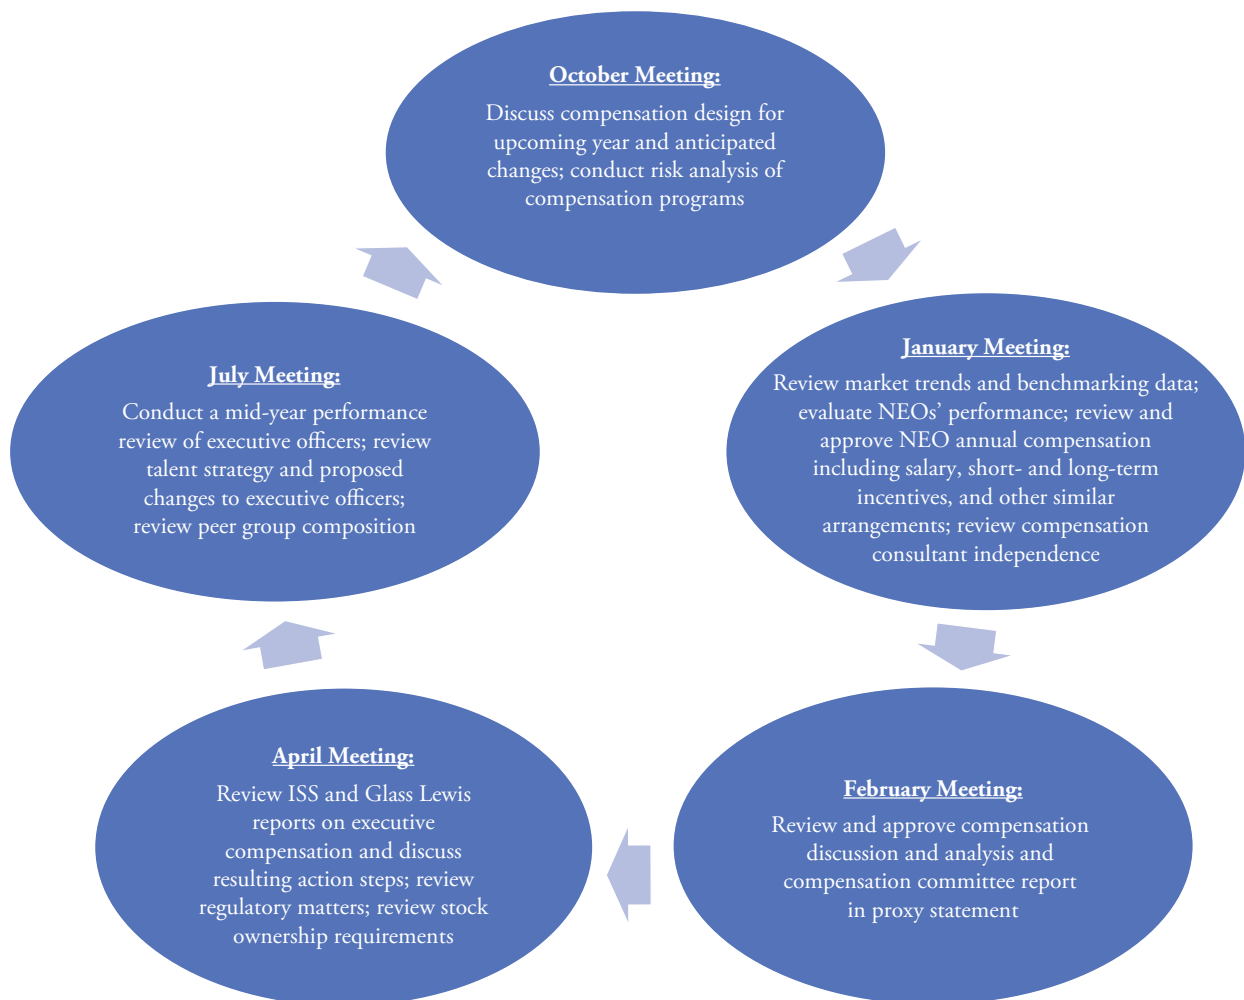 October Meeting:
Discuss compensation design for
upcoming year and anticipated
changes; conduct risk analysis of
compensation programs
January Meeting:
Review market trends and benchmarking data;
evaluate NEOs’ performance; review and
approve NEO annual compensation
including salary, short- and long-term
incentives, and other similar
arrangements; review compensation
consultant independence
February Meeting:
Review and approve compensation
discussion and analysis and
compensation committee report
in proxy statement
April Meeting:
Review ISS and Glass Lewis
reports on executive
compensation and discuss
resulting action steps; review
regulatory matters; review stock
ownership requirements
July Meeting:
Conduct a mid-year performance
review of executive officers; review
talent strategy and proposed
changes to executive officers;
review peer group composition